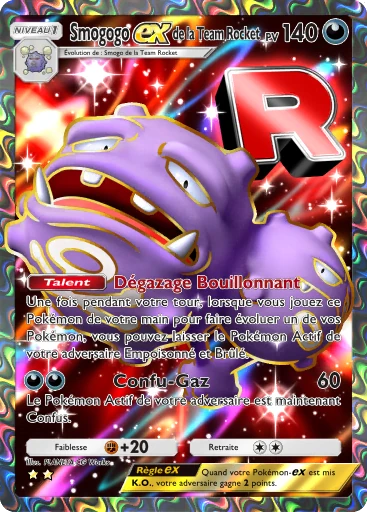 NIVEAU 1
Smogogo ex de la Team Rocket PV 140
Évolution de : Smogo de la Team Rocket
R
Talent Dégazage Bouillonnant
Une fois pendant votre tour, lorsque vous jouez ce
Pokémon de votre main pour faire évoluer un de vos
Pokémon, vous pouvez laisser le Pokémon Actif de
votre adversaire Empoisonné et Brûlé.
Confu-Gaz 60
Le Pokémon Actif de votre adversaire est maintenant
Confus.
Faiblesse +20 Retraite
Illus. PLANETA CG Works
Règle ex Quand votre Pokémon-ex est mis
K.O., votre adversaire gagne 2 points.